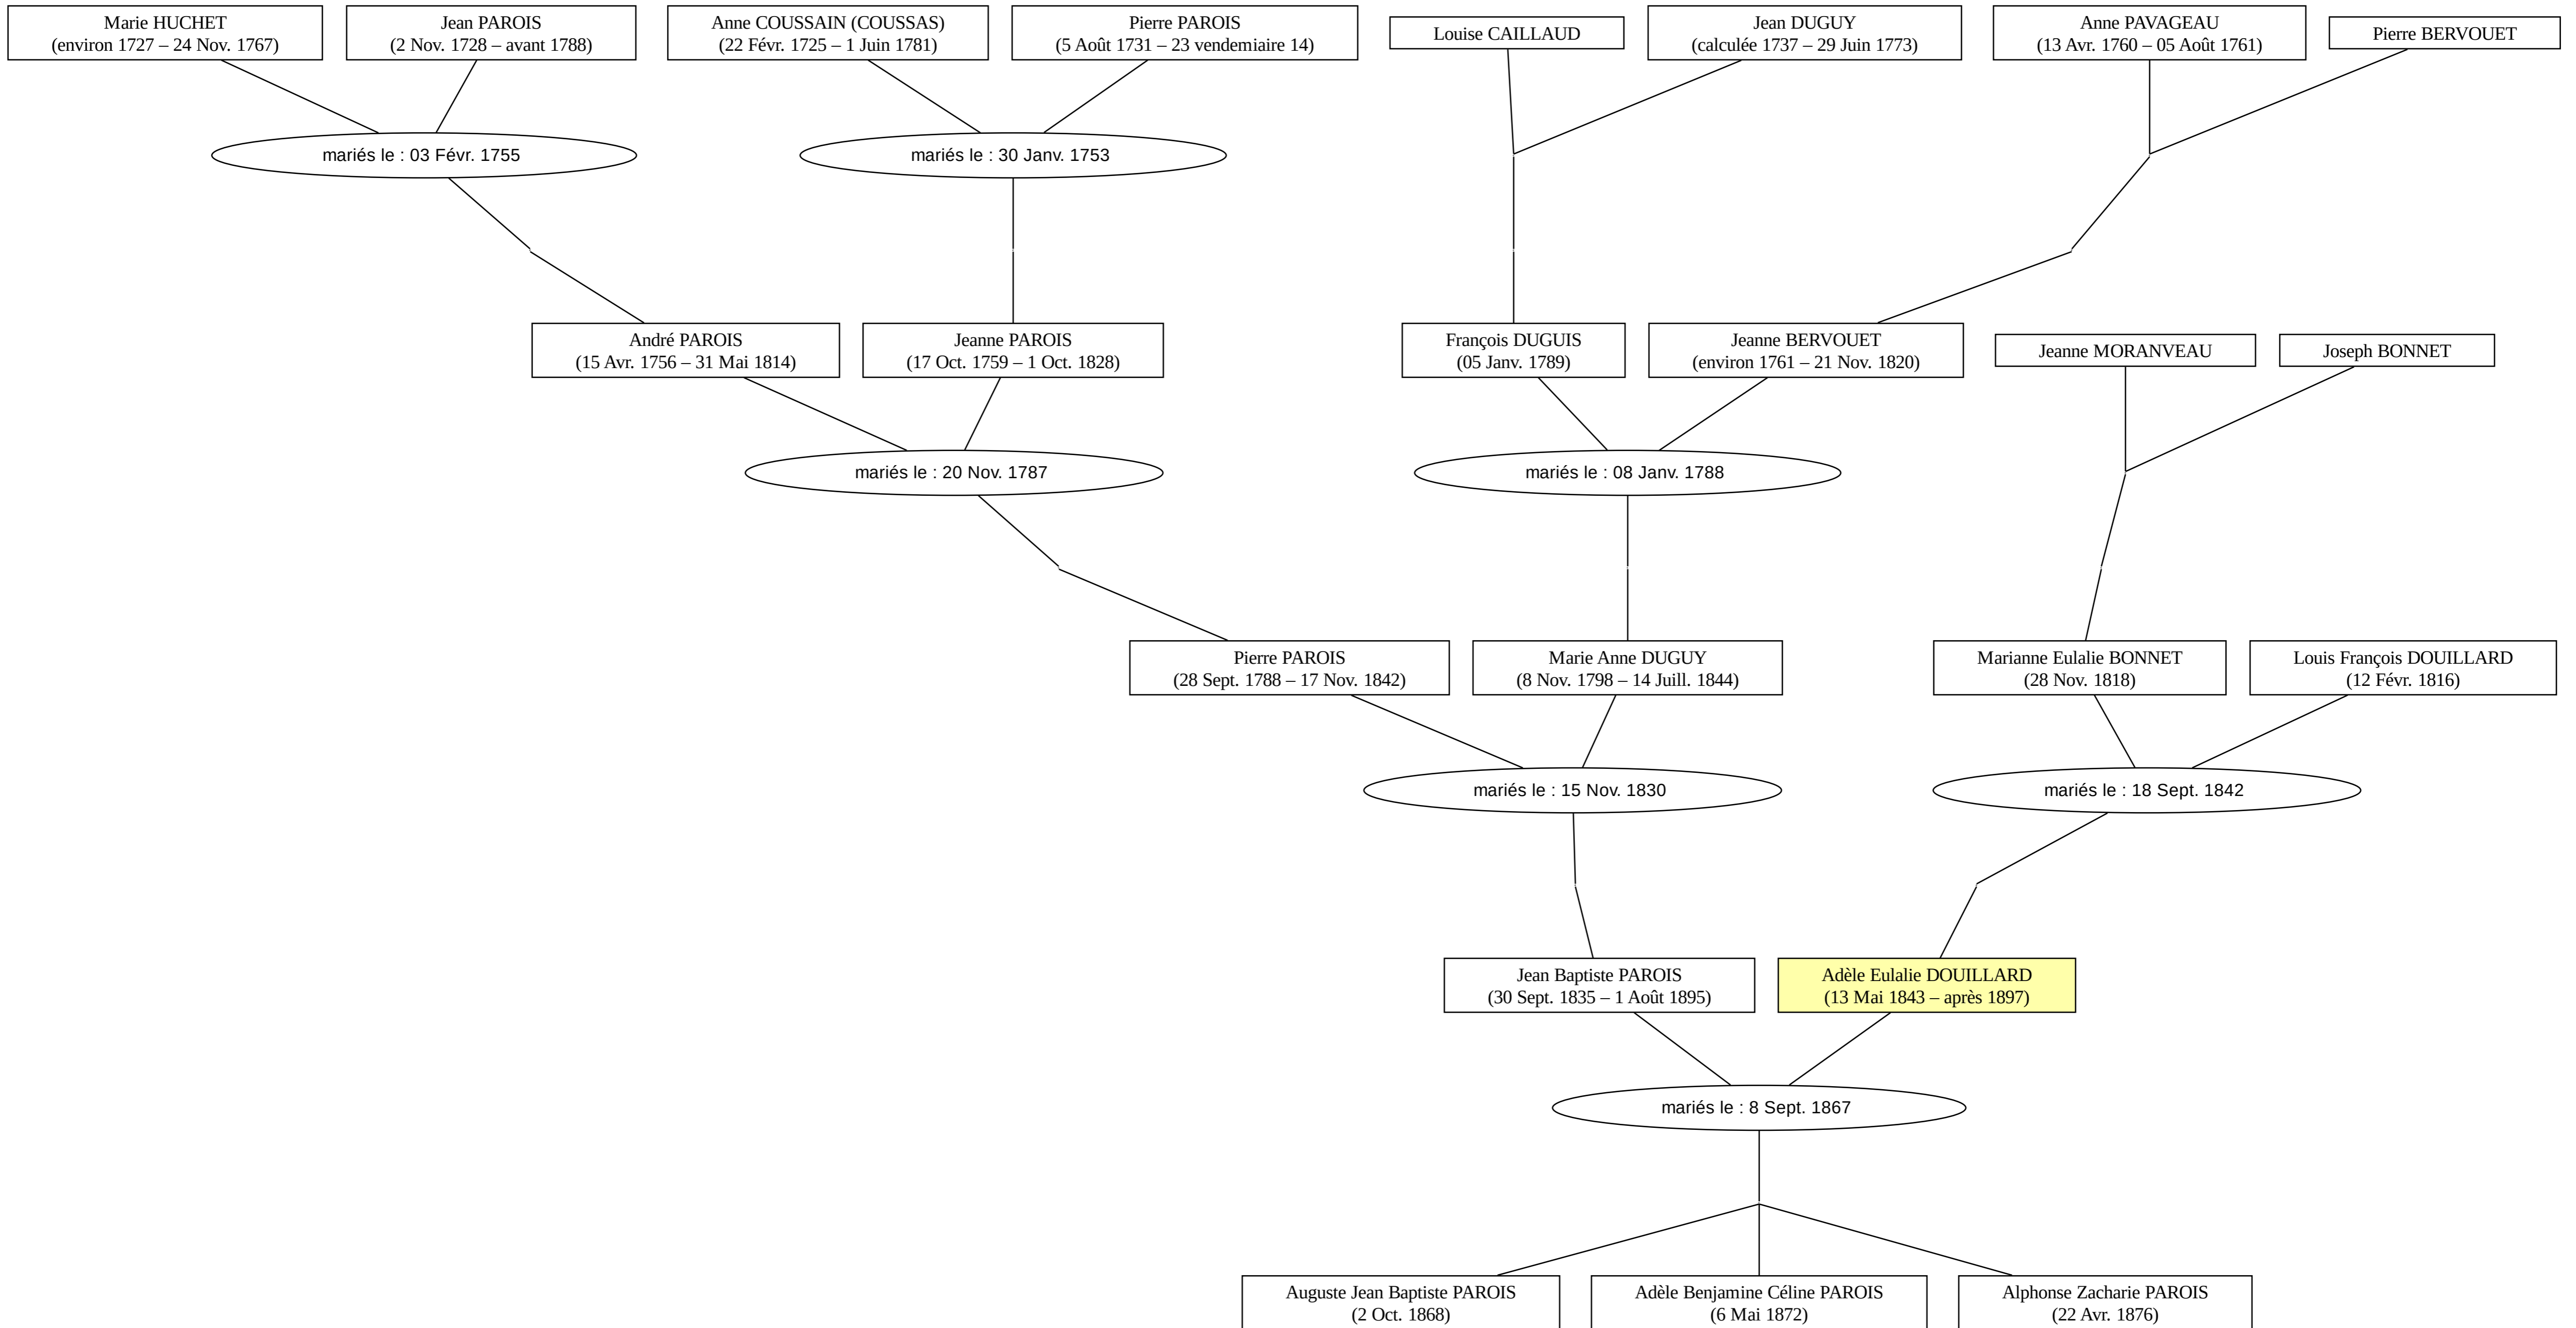 Marie HUCHET
(environ 1727 – 24 Nov. 1767)
Jean PAROIS
(2 Nov. 1728 – avant 1788)
Anne COUSSAIN (COUSSAS)
(22 Févr. 1725 – 1 Juin 1781)
Pierre PAROIS
(5 Août 1731 – 23 vendemiaire 14)
Louise CAILLAUD
Jean DUGUY
(calculée 1737 – 29 Juin 1773)
Anne PAVAGEAU
(13 Avr. 1760 – 05 Août 1761)
Pierre BERVOUET
mariés le : 03 Févr. 1755
mariés le : 30 Janv. 1753
André PAROIS
(15 Avr. 1756 – 31 Mai 1814)
Jeanne PAROIS
(17 Oct. 1759 – 1 Oct. 1828)
François DUGUIS
(05 Janv. 1789)
Jeanne BERVOUET
(environ 1761 – 21 Nov. 1820)
Jeanne MORANVEAU
Joseph BONNET
mariés le : 20 Nov. 1787
mariés le : 08 Janv. 1788
Pierre PAROIS
(28 Sept. 1788 – 17 Nov. 1842)
Marie Anne DUGUY
(8 Nov. 1798 – 14 Juill. 1844)
Marianne Eulalie BONNET
(28 Nov. 1818)
Louis François DOUILLARD
(12 Févr. 1816)
mariés le : 15 Nov. 1830
mariés le : 18 Sept. 1842
Jean Baptiste PAROIS
(30 Sept. 1835 – 1 Août 1895)
Adèle Eulalie DOUILLARD
(13 Mai 1843 – après 1897)
mariés le : 8 Sept. 1867
Auguste Jean Baptiste PAROIS
(2 Oct. 1868)
Adèle Benjamine Céline PAROIS
(6 Mai 1872)
Alphonse Zacharie PAROIS
(22 Avr. 1876)